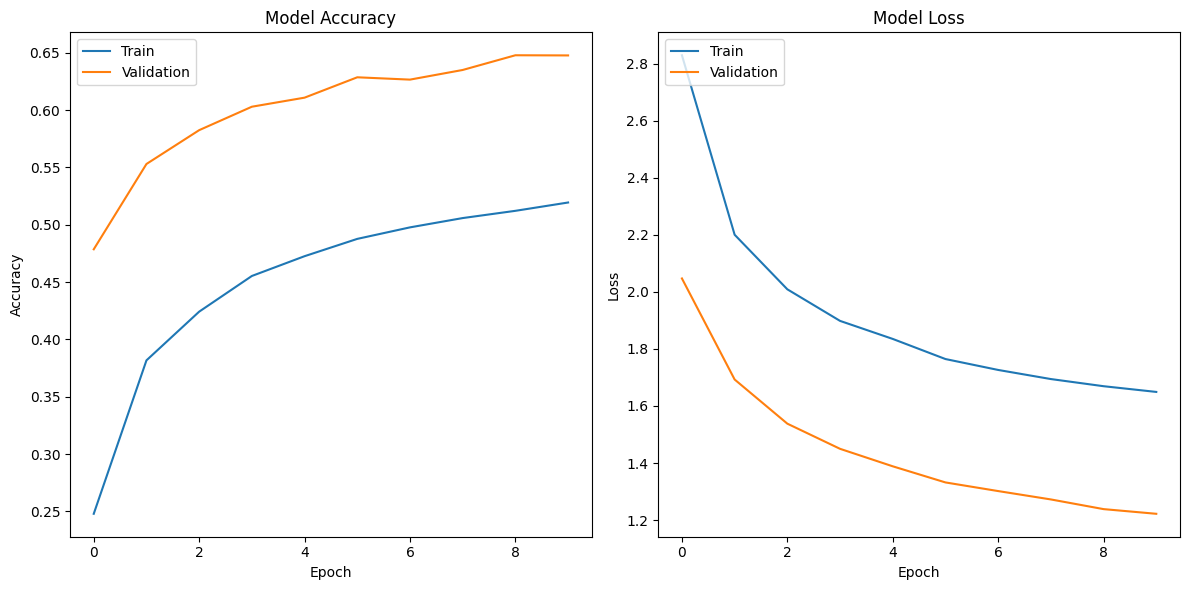 Model Accuracy
Train
Validation
0.65
0.60
0.55
0.50
0.45
0.40
0.35
0.30
0.25
Accuracy
0
2
4
6
8
Epoch
Model Loss
Train
Validation
2.8
2.6
2.4
2.2
2.0
1.8
1.6
1.4
1.2
Loss
0
2
4
6
8
Epoch